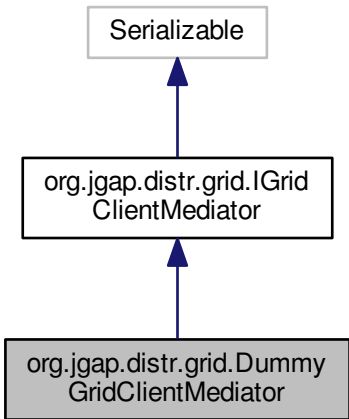 Serializable
org.jgap.distr.grid.IGrid
ClientMediator
org.jgap.distr.grid.Dummy
GridClientMediator